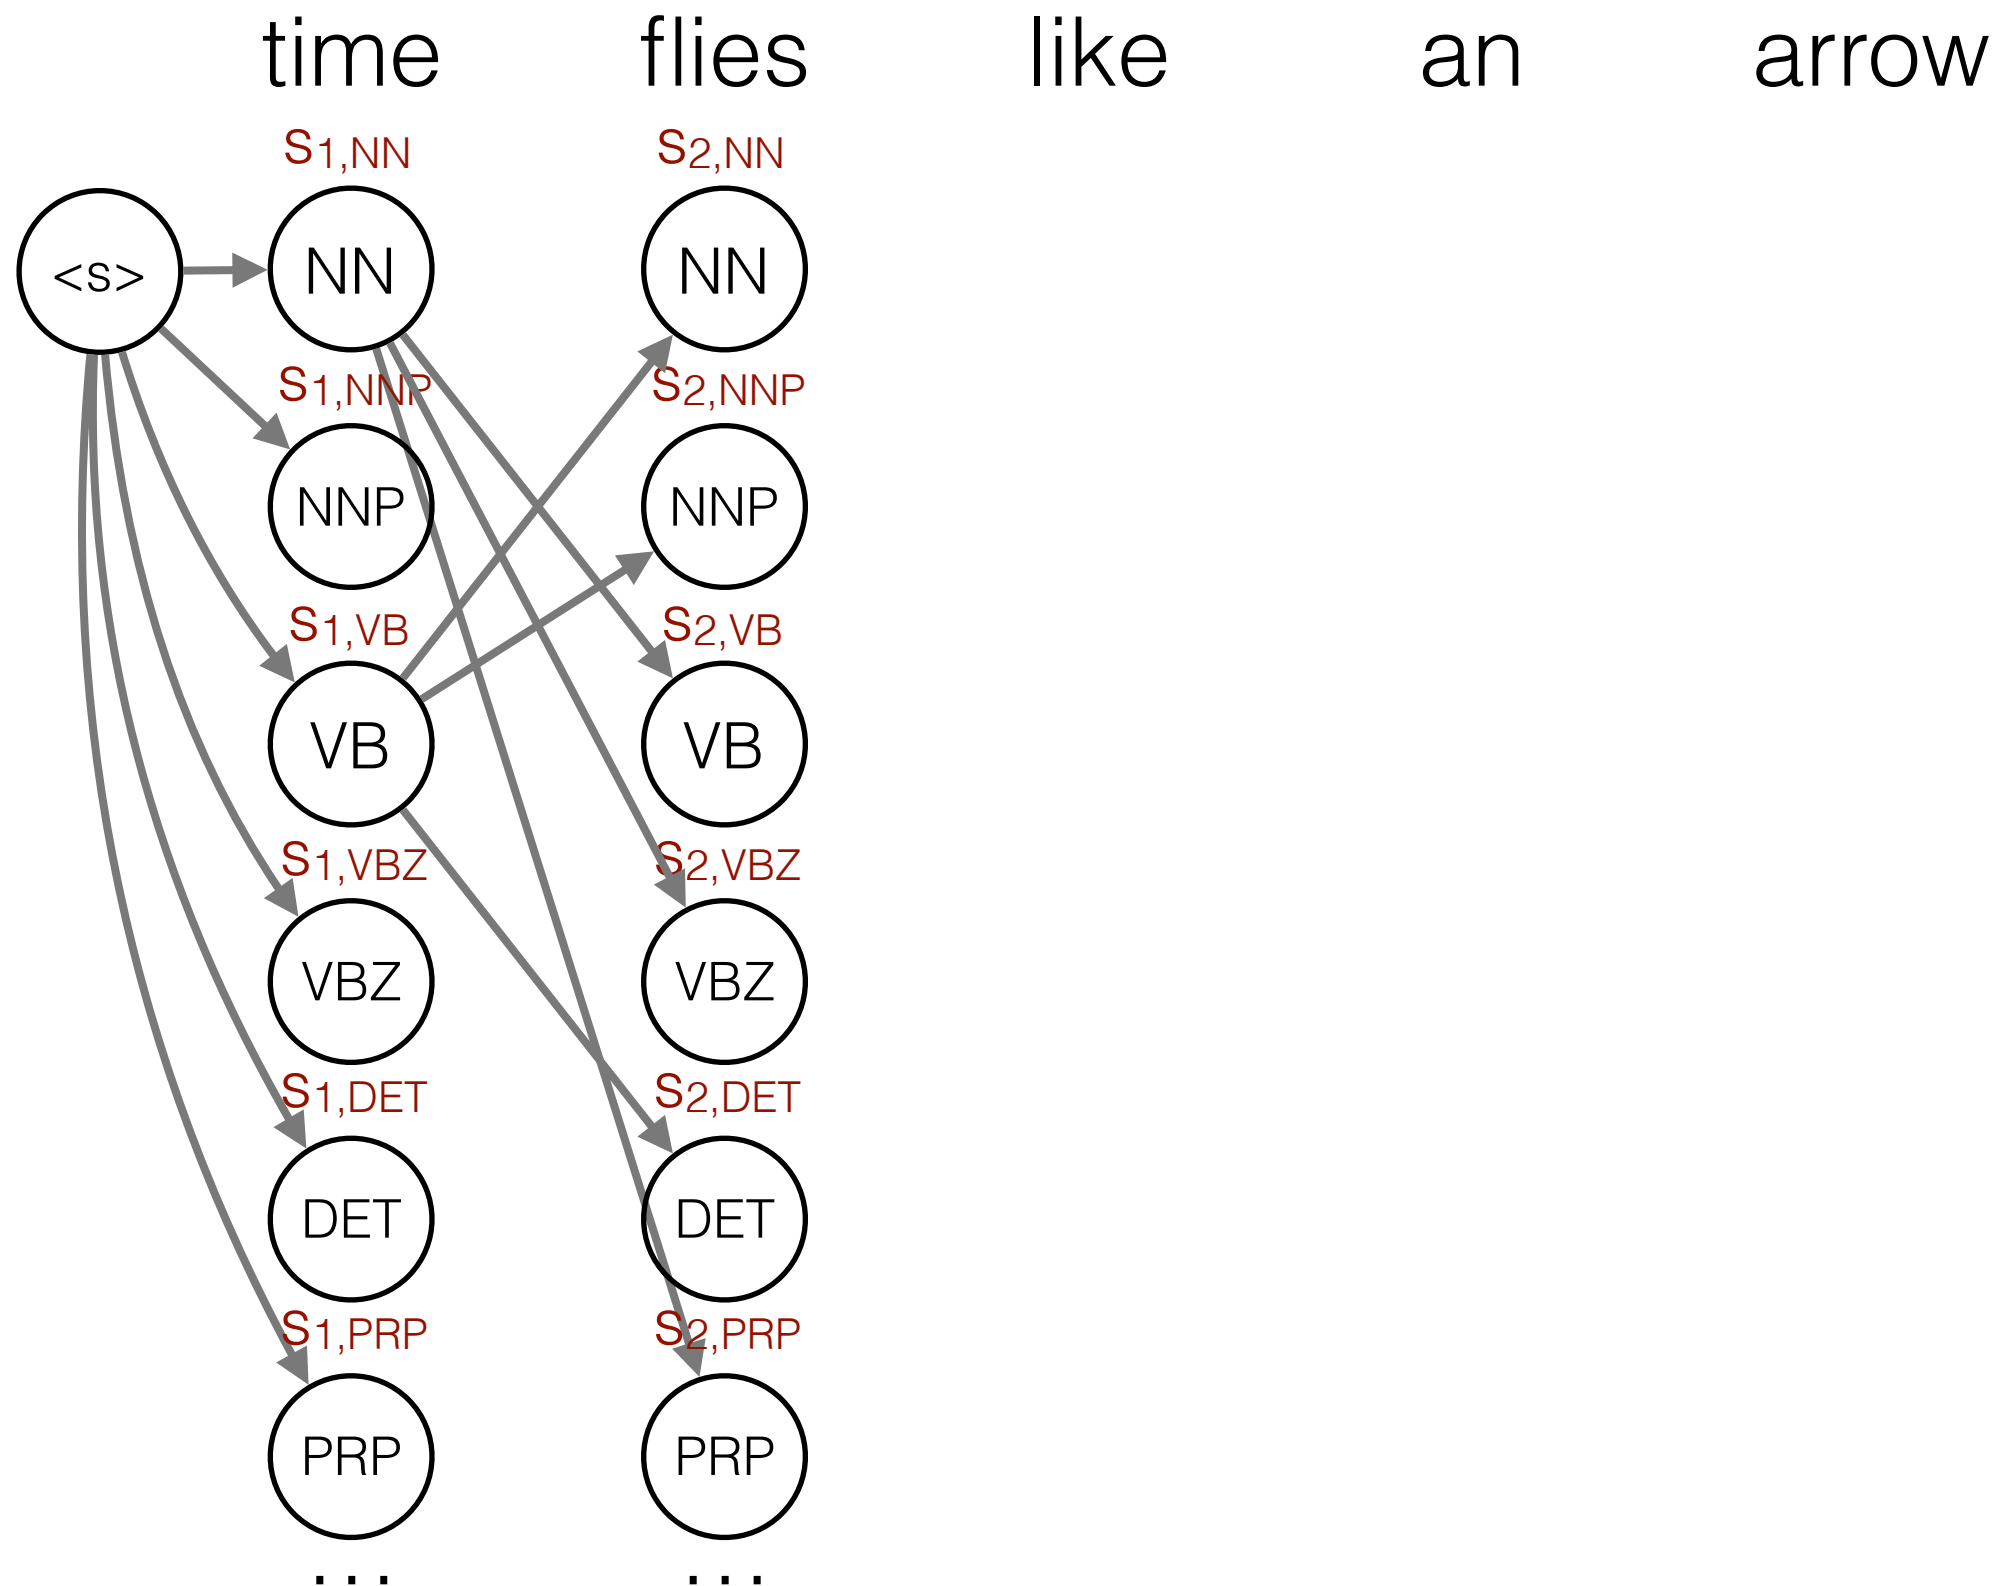 time flies like an arrow
s1,NN s2,NN
<s> NN NN
s1,NNP s2,NNP
NNP NNP
s1,VB s2,VB
VB VB
s1,VBZ s2,VBZ
VBZ VBZ
s1,DET s2,DET
DET DET
s1,PRP s2,PRP
PRP PRP
... ...